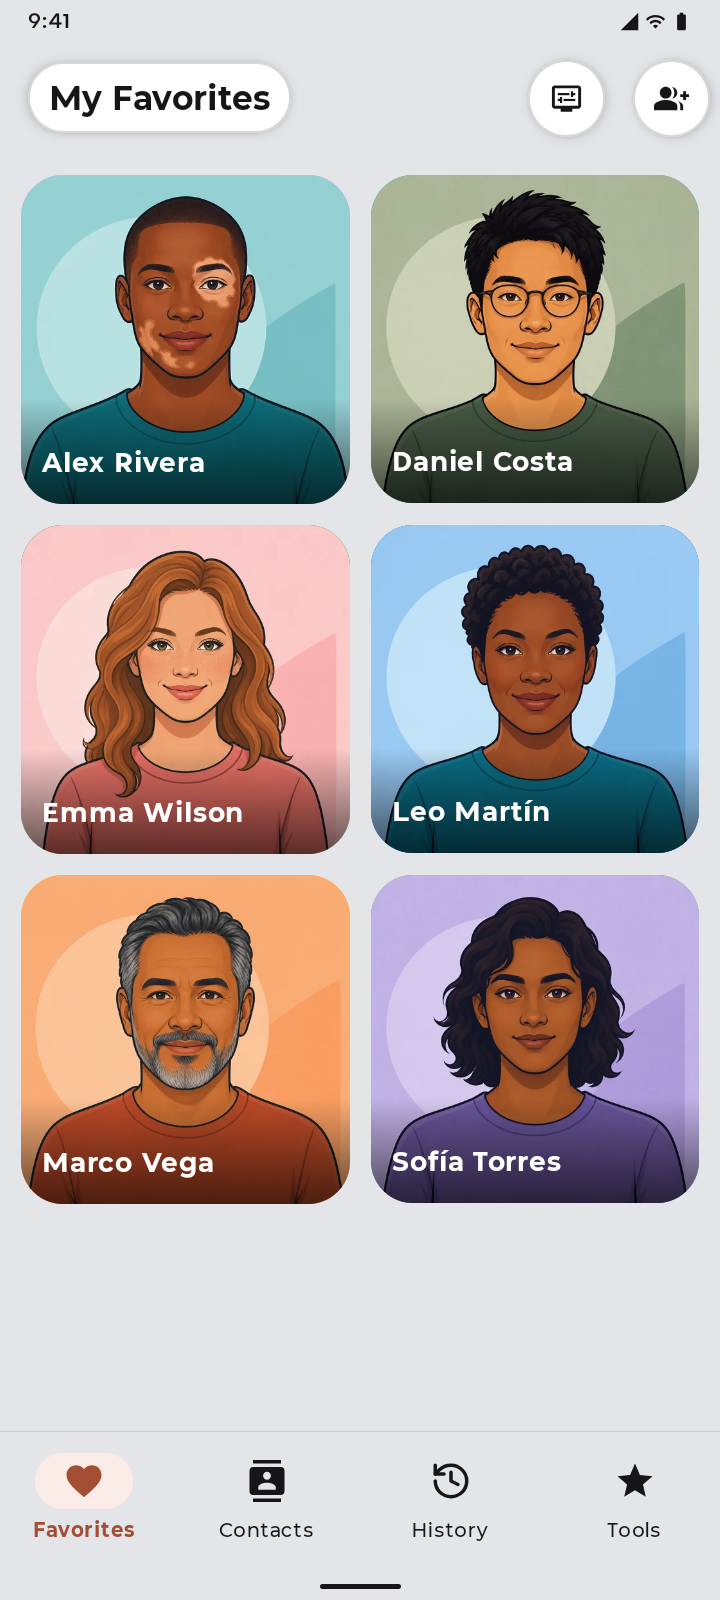 9:41
My Favorites
Alex Rivera
Daniel Costa
Emma Wilson
Leo Martín
Marco Vega
Sofía Torres
Favorites
Contacts
History
Tools